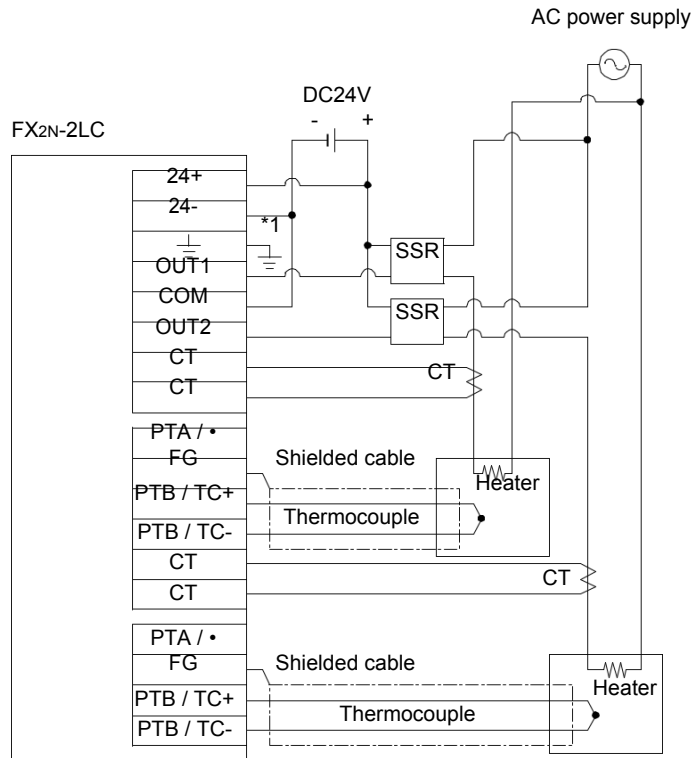 AC power supply
DC24V
- +
FX2N-2LC
24+
24-
*1
SSR
OUT1
COM
SSR
OUT2
CT
CT
CT
PTA / •
FG
Shielded cable
Heater
PTB / TC+
Thermocouple
PTB / TC-
CT
CT
CT
PTA / •
FG
Shielded cable
Heater
PTB / TC+
Thermocouple
PTB / TC-